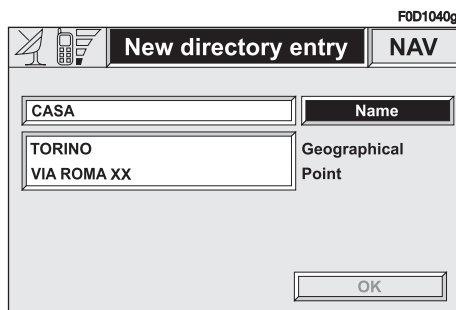 F0D1040g
New directory entry NAV
CASA Name
TORINO Geographical
VIA ROMA XX Point
OK